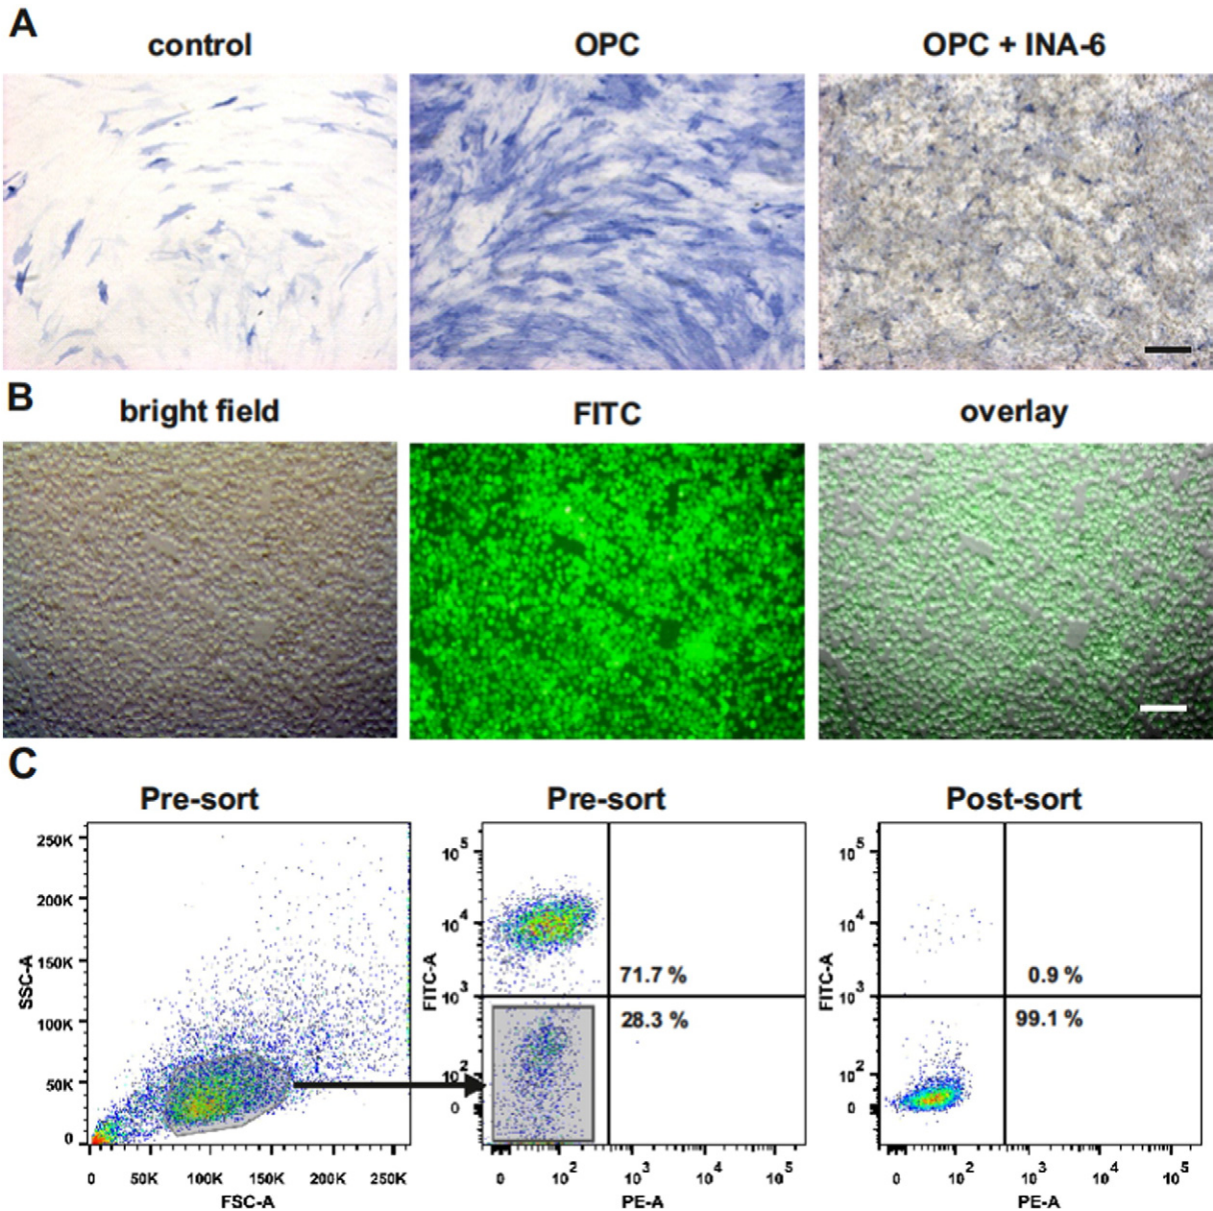 A
control OPC OPC + INA-6
B
bright field FITC overlay
C
Pre-sort Pre-sort Post-sort
250K
200K
150K
100K
50K
0
SSC-A
0 50K 100K 150K 200K 250K
FSC-A
10^5
10^4
10^3
10^2
0
FITC-A
71.7 %
28.3 %
0 10^2 10^3 10^4 10^5
PE-A
10^5
10^4
10^3
10^2
0
FITC-A
0.9 %
99.1 %
0 10^2 10^3 10^4 10^5
PE-A